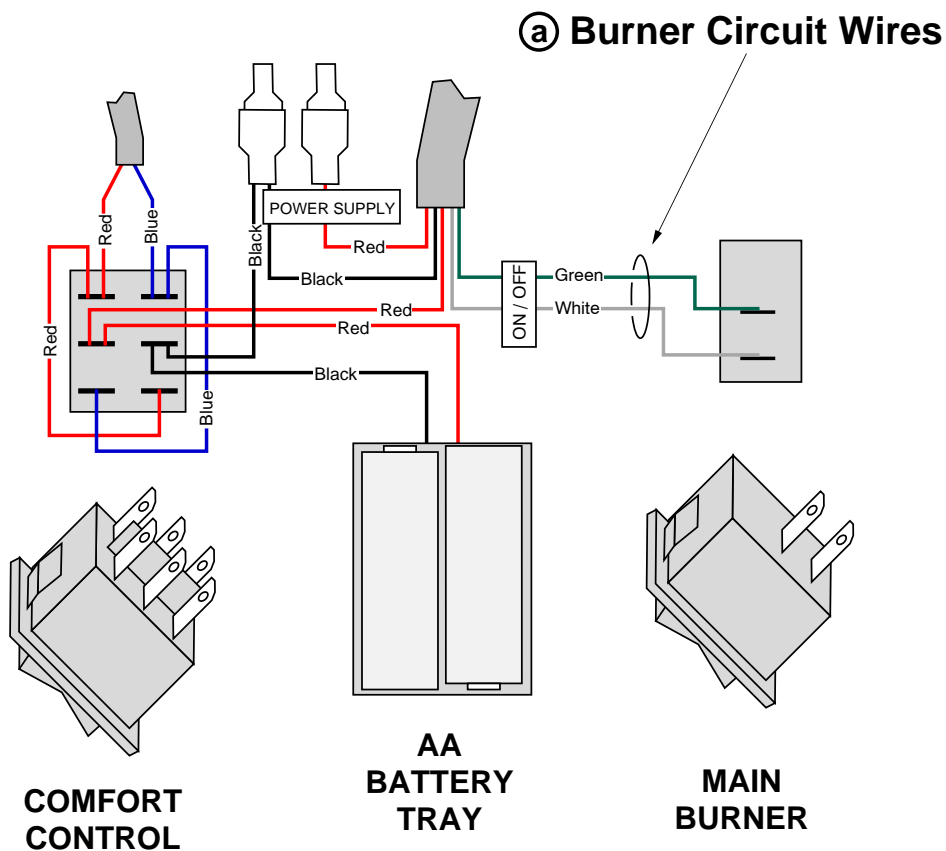 ⓐ Burner Circuit Wires
POWER SUPPLY
Red
Blue
Black
Red
Black
ON / OFF
Green
White
Red
Red
Red
Blue
Black
COMFORT
CONTROL
AA
BATTERY
TRAY
MAIN
BURNER